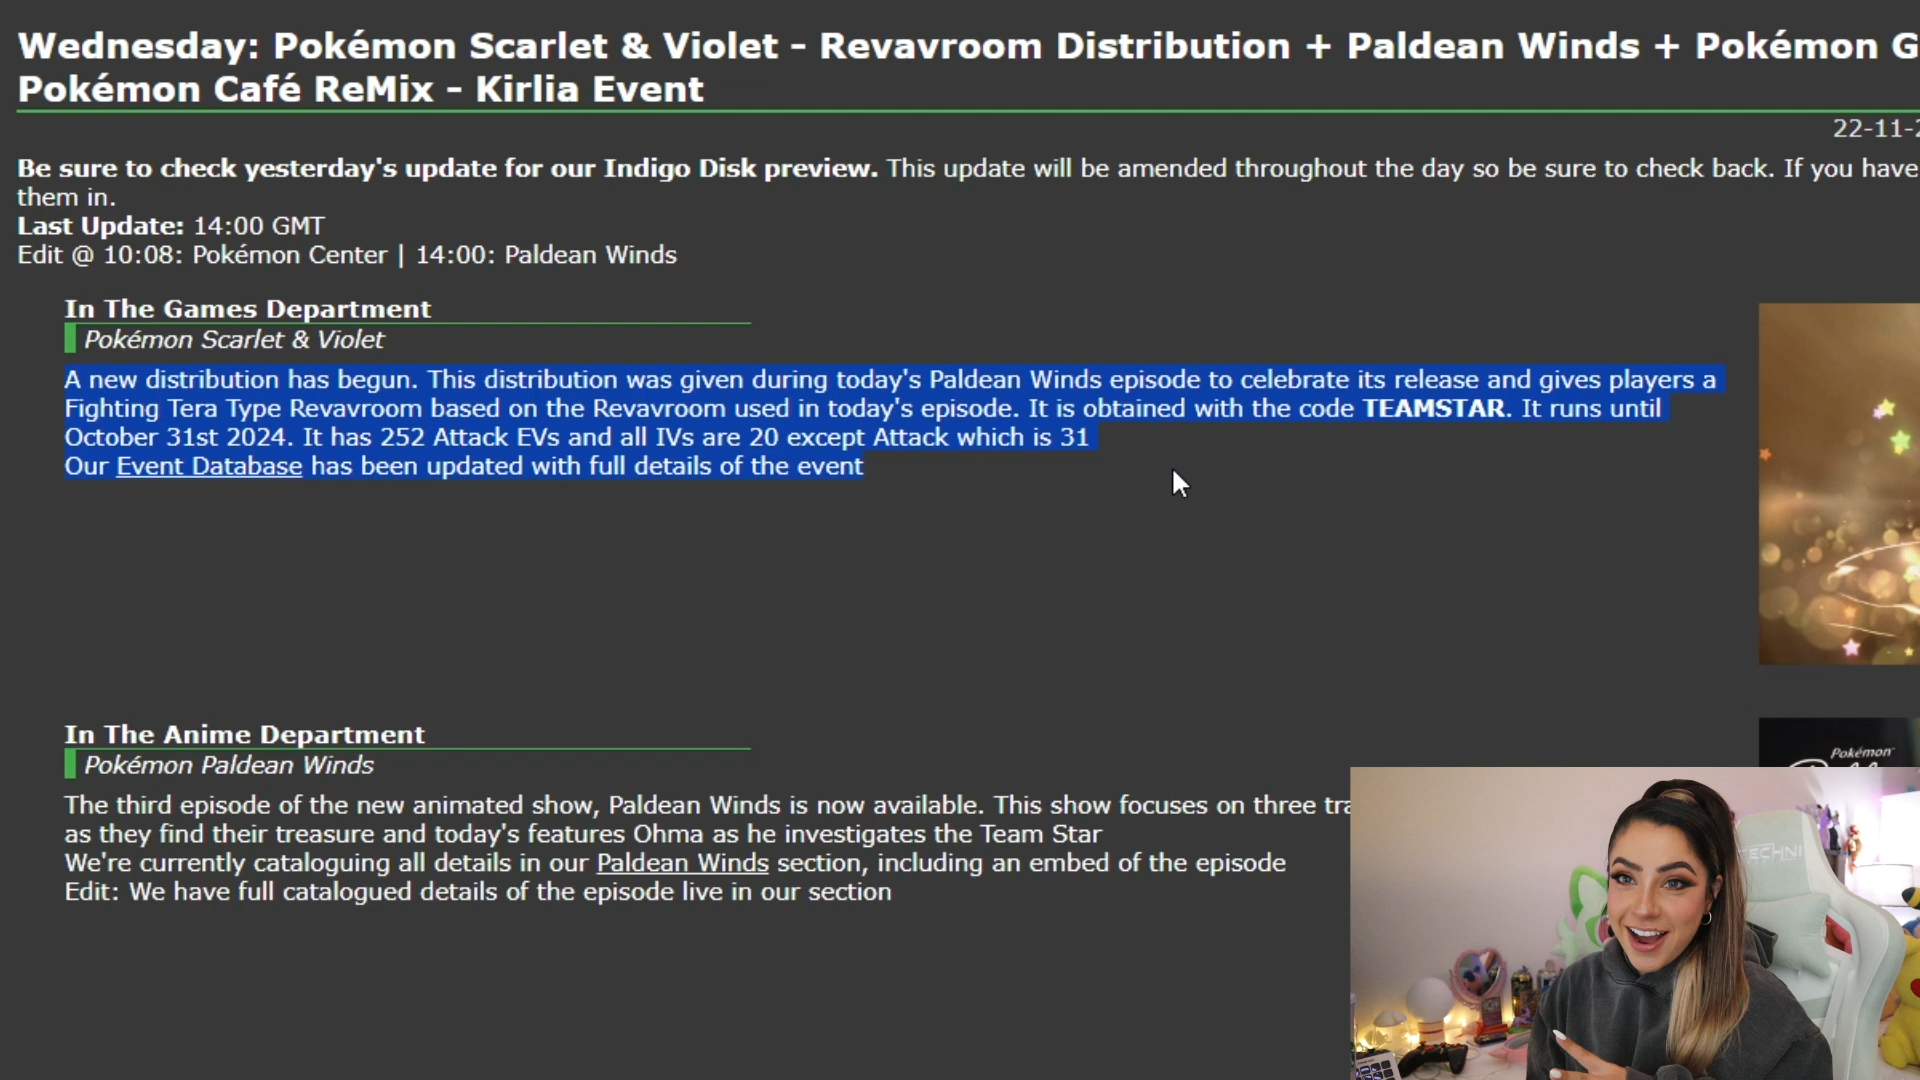 Wednesday: Pokémon Scarlet & Violet - Revavroom Distribution + Paldean Winds + Pokémon G
Pokémon Café ReMix - Kirlia Event
22-11-2
Be sure to check yesterday's update for our Indigo Disk preview. This update will be amended throughout the day so be sure to check back. If you have
them in.
Last Update: 14:00 GMT
Edit @ 10:08: Pokémon Center | 14:00: Paldean Winds
In The Games Department
Pokémon Scarlet & Violet
A new distribution has begun. This distribution was given during today's Paldean Winds episode to celebrate its release and gives players a
Fighting Tera Type Revavroom based on the Revavroom used in today's episode. It is obtained with the code TEAMSTAR. It runs until
October 31st 2024. It has 252 Attack EVs and all IVs are 20 except Attack which is 31
Our Event Database has been updated with full details of the event
In The Anime Department
Pokémon Paldean Winds
Pokémon
The third episode of the new animated show, Paldean Winds is now available. This show focuses on three tra
as they find their treasure and today's features Ohma as he investigates the Team Star
We're currently cataloguing all details in our Paldean Winds section, including an embed of the episode
Edit: We have full catalogued details of the episode live in our section